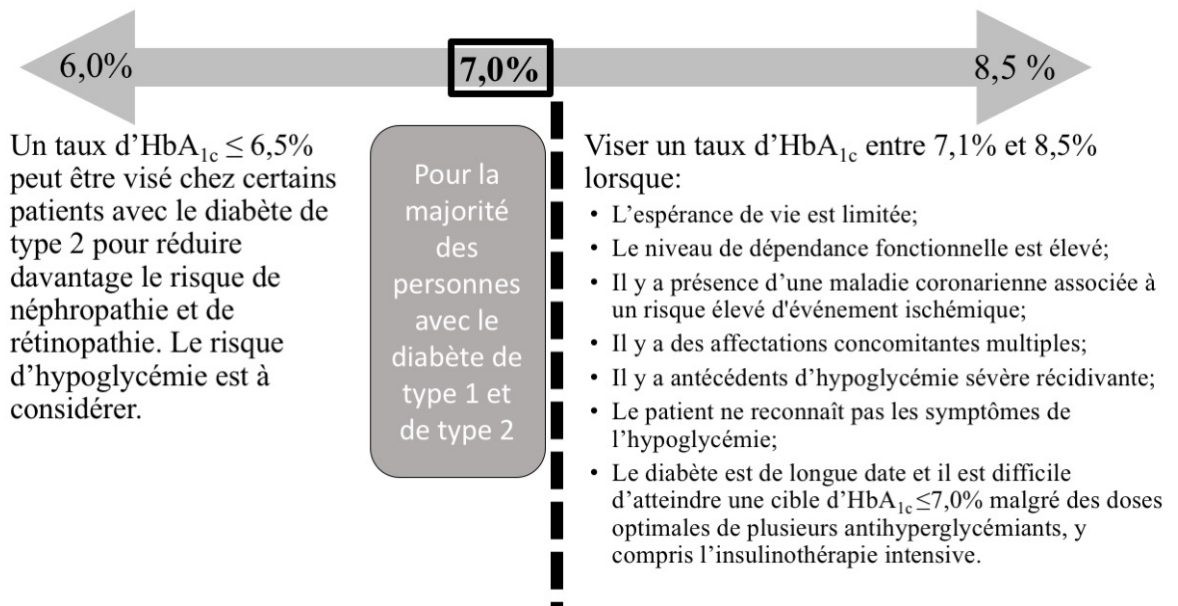 6,0%
7,0%
8,5 %
Un taux d’HbA1c ≤ 6,5%
peut être visé chez certains
patients avec le diabète de
type 2 pour réduire
davantage le risque de
néphropathie et de
rétinopathie. Le risque
d’hypoglycémie est à
considérer.
Pour la
majorité
des
personnes
avec le
diabète de
type 1 et
de type 2
Viser un taux d’HbA1c entre 7,1% et 8,5%
lorsque:
• L’espérance de vie est limitée;
• Le niveau de dépendance fonctionnelle est élevé;
• Il y a présence d’une maladie coronarienne associée à
un risque élevé d'événement ischémique;
• Il y a des affectations concomitantes multiples;
• Il y a antécédents d’hypoglycémie sévère récidivante;
• Le patient ne reconnaît pas les symptômes de
l’hypoglycémie;
• Le diabète est de longue date et il est difficile
d’atteindre une cible d’HbA1c ≤7,0% malgré des doses
optimales de plusieurs antihyperglycémiants, y
compris l’insulinothérapie intensive.